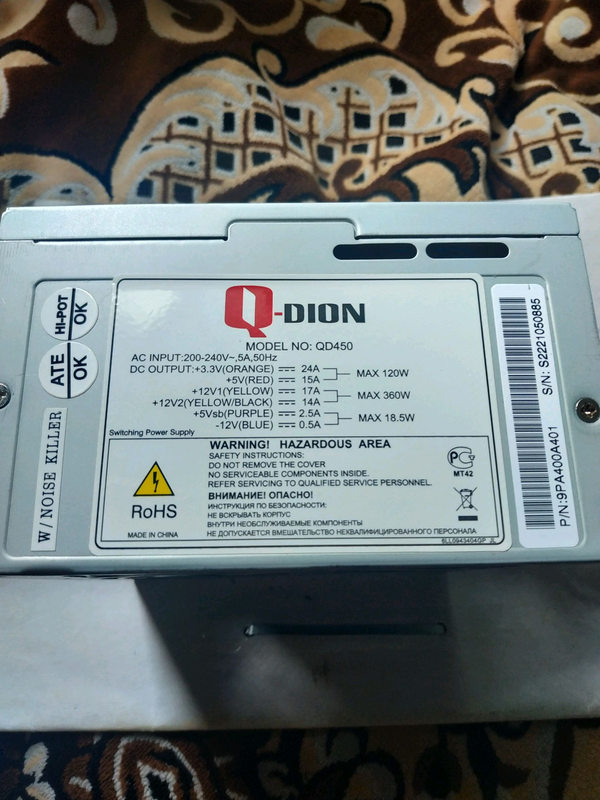 HI-POT OK
ATE OK
W/NOISE KILLER
Q-DION
MODEL NO: QD450
AC INPUT:200-240V~,5A,50Hz
DC OUTPUT:+3.3V(ORANGE) 24A
+5V(RED) 15A
MAX 120W
+12V1(YELLOW) 17A
+12V2(YELLOW/BLACK) 14A
MAX 360W
+5Vsb(PURPLE) 2.5A
-12V(BLUE) 0.5A
MAX 18.5W
Switching Power Supply
WARNING! HAZARDOUS AREA
SAFETY INSTRUCTIONS:
DO NOT REMOVE THE COVER
NO SERVICEABLE COMPONENTS INSIDE.
REFER SERVICING TO QUALIFIED SERVICE PERSONNEL.
ВНИМАНИЕ! ОПАСНО!
ИНСТРУКЦИЯ ПО БЕЗОПАСНОСТИ:
НЕ ВСКРЫВАТЬ КОРПУС
ВНУТРИ НЕОБСЛУЖИВАЕМЫЕ КОМПОНЕНТЫ
НЕ ДОПУСКАЕТСЯ ВМЕШАТЕЛЬСТВО НЕКВАЛИФИЦИРОВАННОГО ПЕРСОНАЛА
RoHS
MADE IN CHINA
МТ42
6LL0943404GP JL
S/N: S2221050885
P/N:9PA400A401